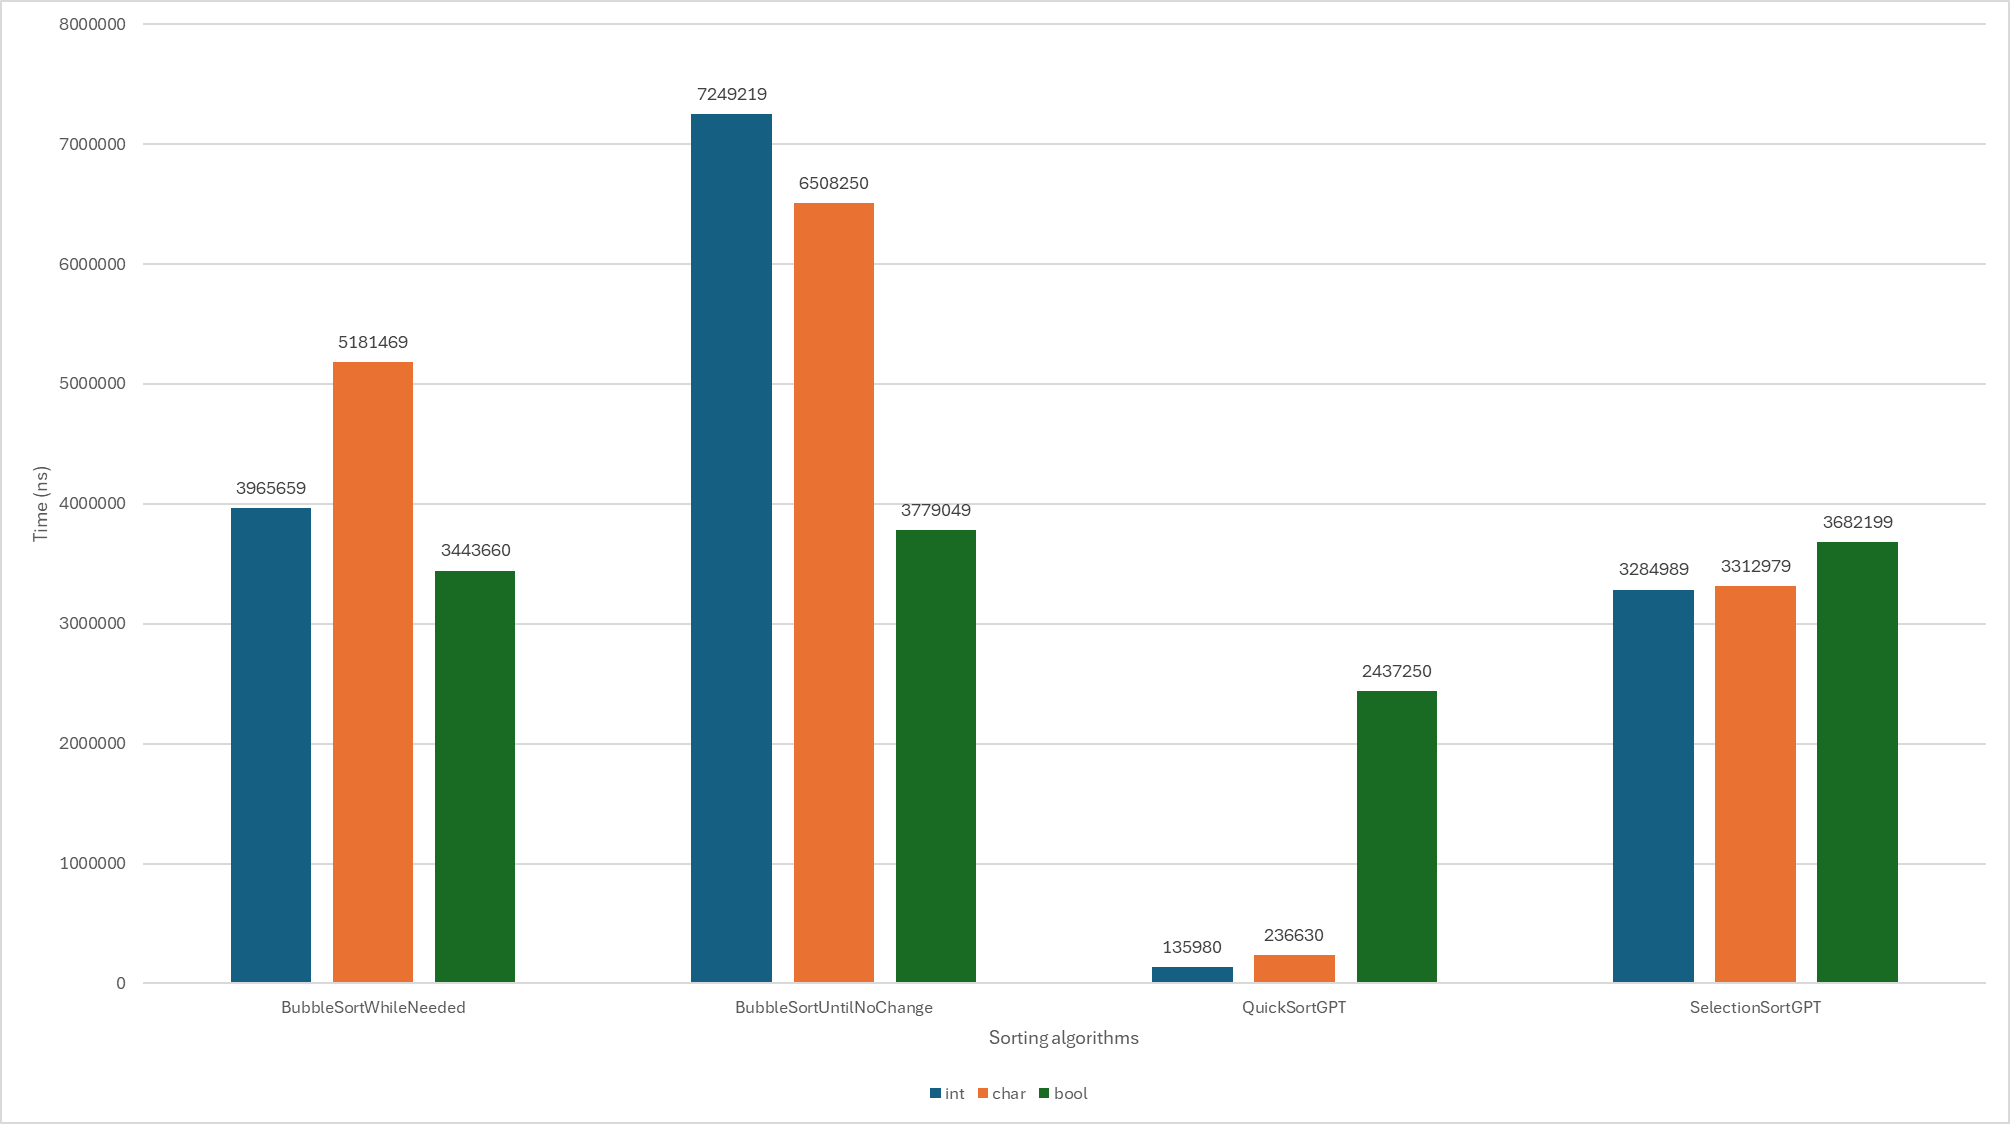 8000000
7000000
6000000
5000000
4000000
3000000
2000000
1000000
0
Time (ns)
3965659
5181469
3443660
7249219
6508250
3779049
135980
236630
2437250
3284989
3312979
3682199
BubbleSortWhileNeeded
BubbleSortUntilNoChange
QuickSortGPT
SelectionSortGPT
Sorting algorithms
int
char
bool